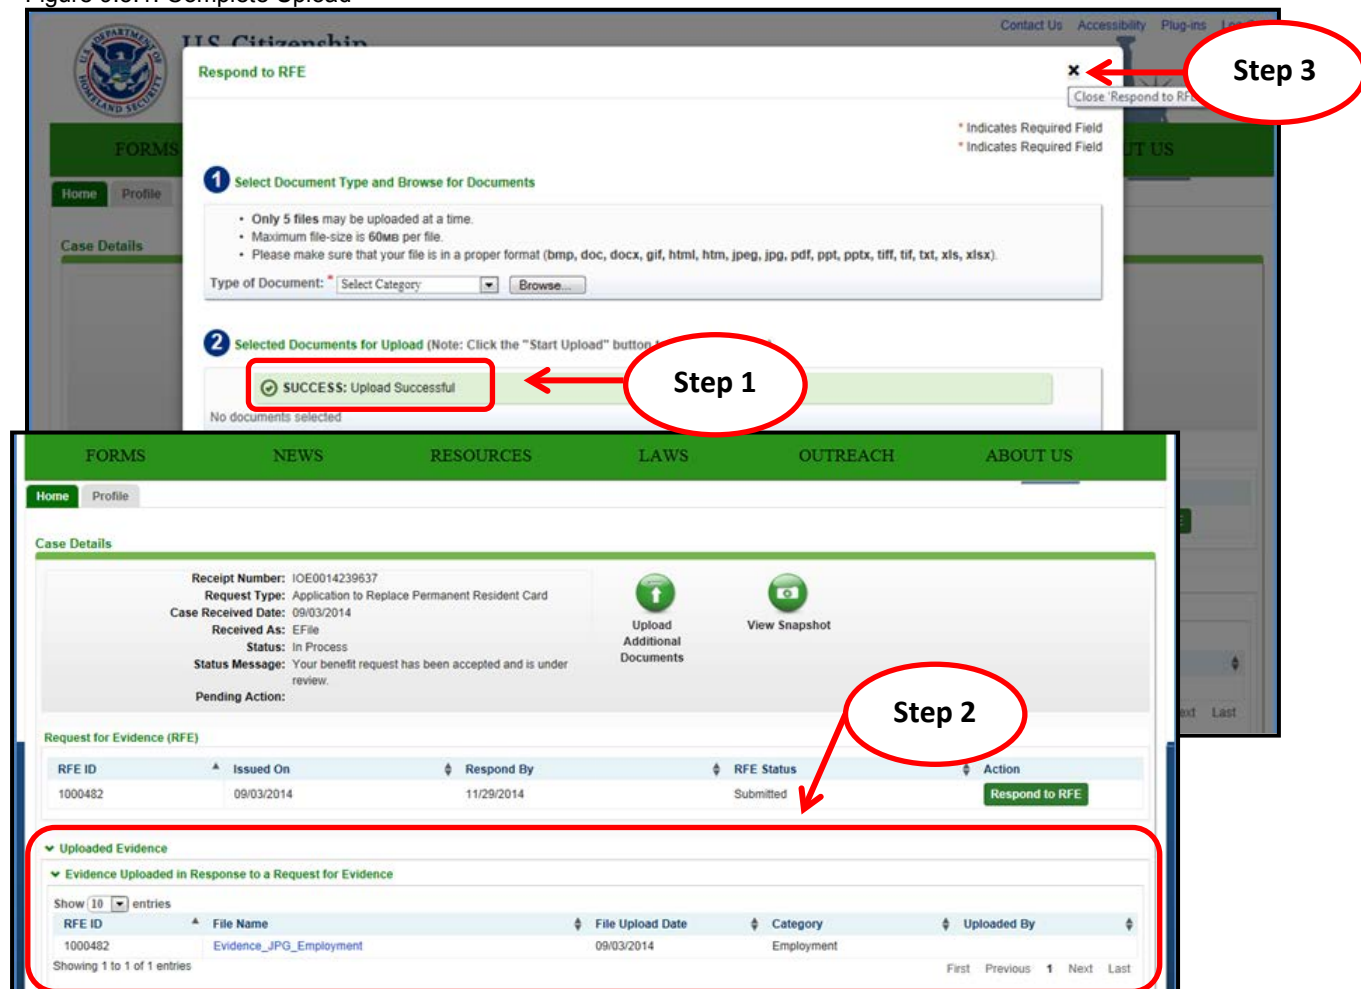 Contact Us Accessibility Plug-ins
U.S. Citizenship
Respond to RFE
Step 3
Close 'Respond to RFE
* Indicates Required Field
* Indicates Required Field
FORMS
UT US
Home Profile
1 Select Document Type and Browse for Documents
• Only 5 files may be uploaded at a time.
• Maximum file-size is 60MB per file.
• Please make sure that your file is in a proper format (bmp, doc, docx, gif, html, htm, jpeg, jpg, pdf, ppt, pptx, tiff, tif, txt, xls, xlsx).
Case Details
Type of Document: * Select Category Browse...
2 Selected Documents for Upload (Note: Click the "Start Upload" button
SUCCESS: Upload Successful
Step 1
No documents selected
FORMS NEWS RESOURCES LAWS OUTREACH ABOUT US
Home Profile
Case Details
Receipt Number: IOE0014239637
Request Type: Application to Replace Permanent Resident Card
Case Received Date: 09/03/2014
Received As: EFile
Status: In Process
Status Message: Your benefit request has been accepted and is under
review.
Pending Action:
Upload
Additional
Documents
View Snapshot
Last
Step 2
Request for Evidence (RFE)
RFE ID Issued On Respond By RFE Status Action
1000482 09/03/2014 11/29/2014 Submitted Respond to RFE
Uploaded Evidence
Evidence Uploaded in Response to a Request for Evidence
Show 10 entries
RFE ID File Name File Upload Date Category Uploaded By
1000482 Evidence_JPG_Employment 09/03/2014 Employment
Showing 1 to 1 of 1 entries
First Previous 1 Next Last